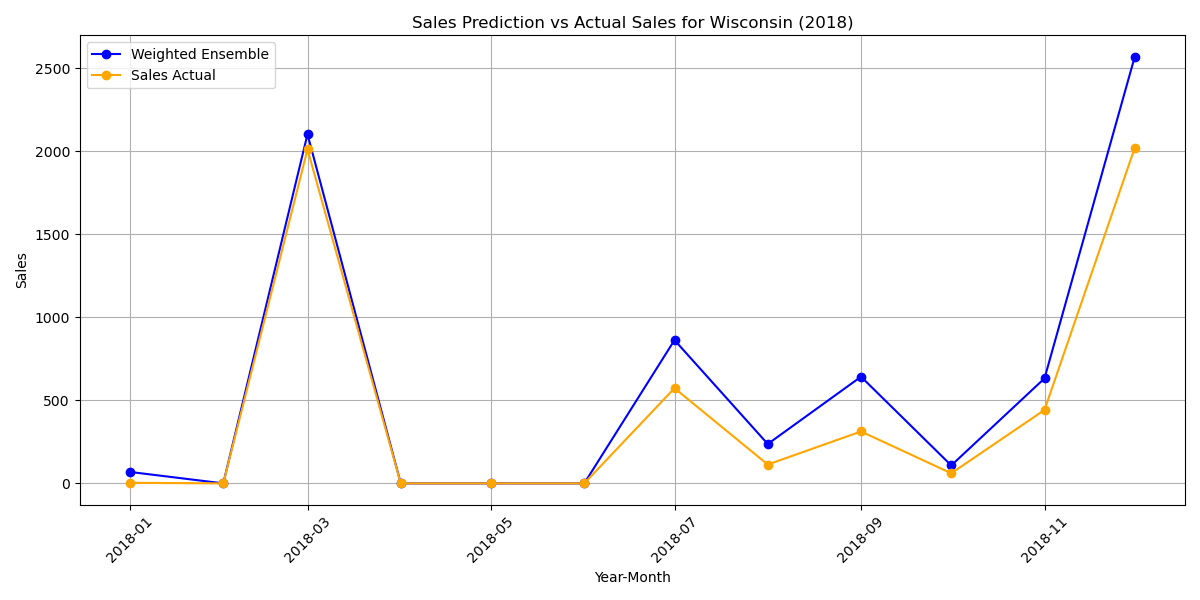 Sales Prediction vs Actual Sales for Wisconsin (2018)
Weighted Ensemble
Sales Actual
2500
2000
1500
1000
500
0
Sales
2018-01
2018-03
2018-05
2018-07
2018-09
2018-11
Year-Month